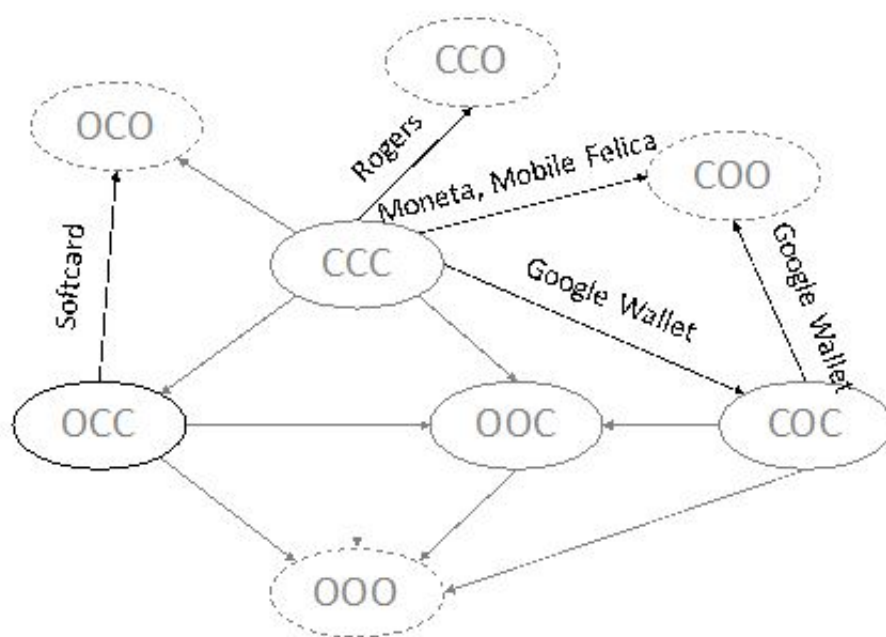 CCO
OCO
Rogers
Moneta, Mobile Felica
COO
CCC
Google Wallet
Google Wallet
Softcard
OCC
OOC
COC
OOO